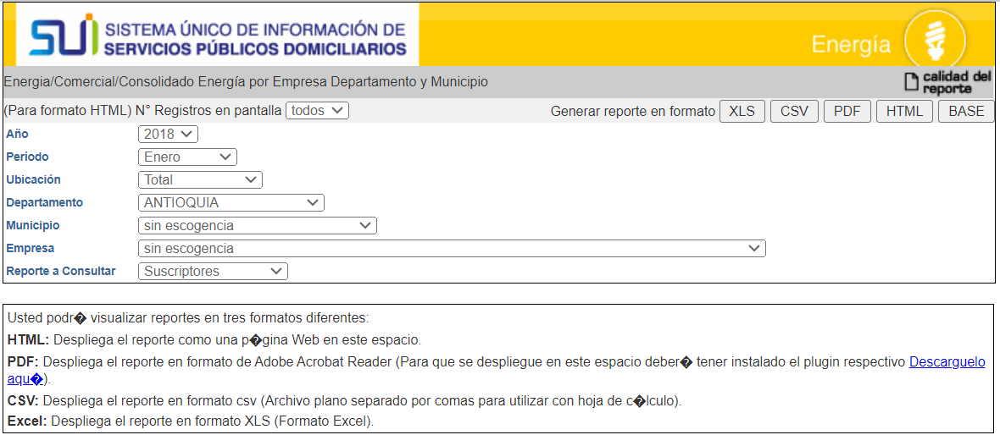 SUI SISTEMA ÚNICO DE INFORMACIÓN DE
SERVICIOS PÚBLICOS DOMICILIARIOS
Energía
Energia/Comercial/Consolidado Energía por Empresa Departamento y Municipio
calidad del
reporte
(Para formato HTML) N° Registros en pantalla todos Generar reporte en formato XLS CSV PDF HTML BASE
Año 2018
Período Enero
Ubicación Total
Departamento ANTIOQUIA
Municipio sin escogencia
Empresa sin escogencia
Reporte a Consultar Suscriptores
Usted podr� visualizar reportes en tres formatos diferentes:
HTML: Despliega el reporte como una p�gina Web en este espacio.
PDF: Despliega el reporte en formato de Adobe Acrobat Reader (Para que se despliegue en este espacio deber� tener instalado el plugin respectivo Descarguelo
aqu�).
CSV: Despliega el reporte en formato csv (Archivo plano separado por comas para utilizar con hoja de c�lculo).
Excel: Despliega el reporte en formato XLS (Formato Excel).